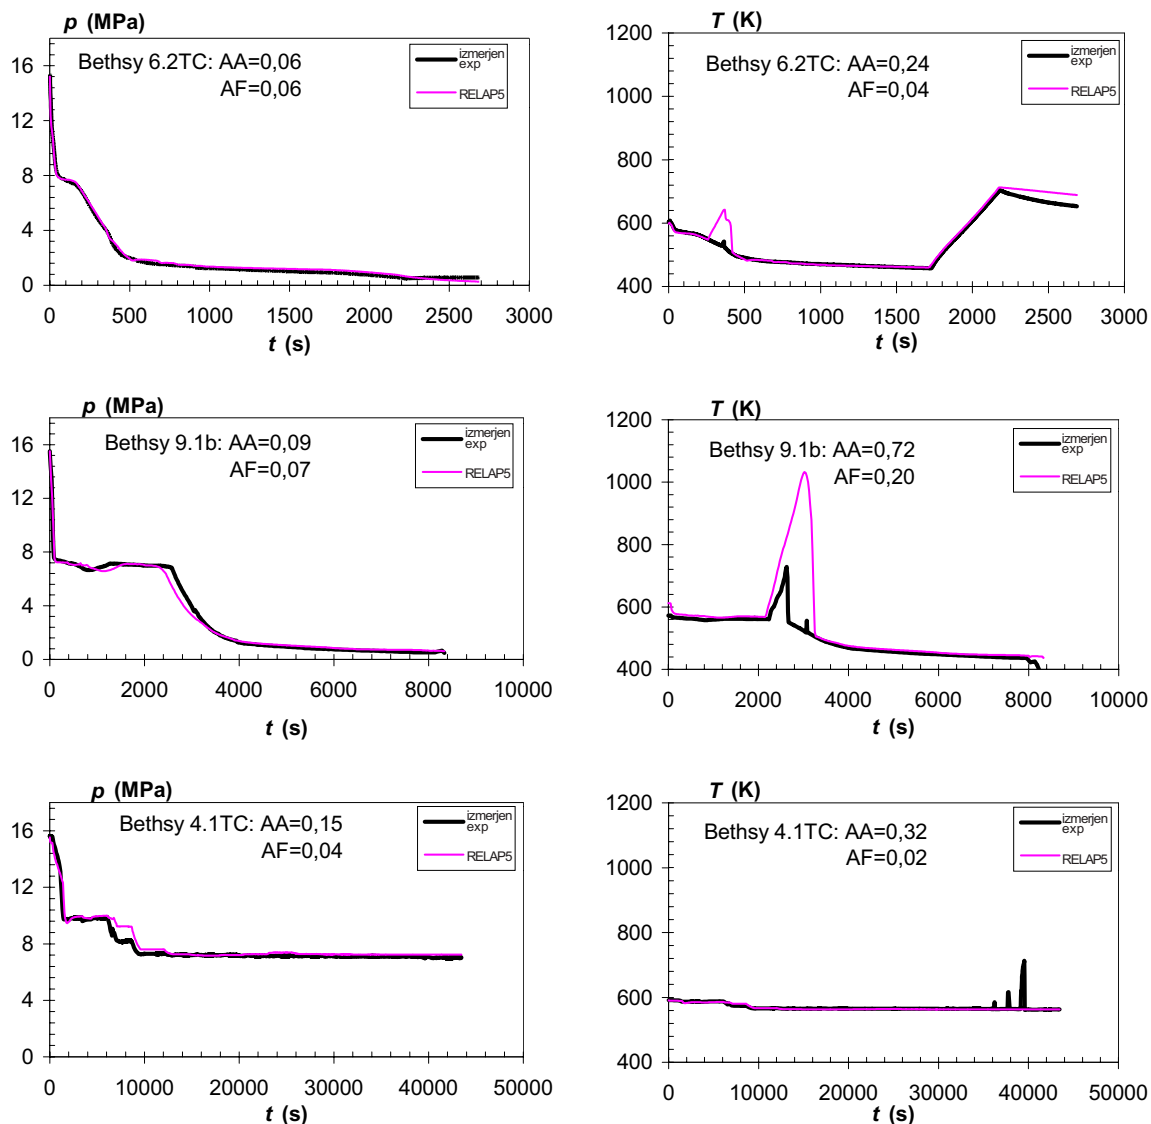 p (MPa)
16
12
8
4
0
Bethsy 6.2TC: AA=0,06
AF=0,06
izmerjen
exp
RELAP5
0 500 1000 1500 2000 2500 3000
t (s)
T (K)
1200
1000
800
600
400
Bethsy 6.2TC: AA=0,24
AF=0,04
izmerjen
exp
RELAP5
0 500 1000 1500 2000 2500 3000
t (s)
p (MPa)
16
12
8
4
0
Bethsy 9.1b: AA=0,09
AF=0,07
izmerjen
exp
RELAP5
0 2000 4000 6000 8000 10000
t (s)
T (K)
1200
1000
800
600
400
Bethsy 9.1b: AA=0,72
AF=0,20
izmerjen
exp
RELAP5
0 2000 4000 6000 8000 10000
t (s)
p (MPa)
16
12
8
4
0
Bethsy 4.1TC: AA=0,15
AF=0,04
izmerjen
exp
RELAP5
0 10000 20000 30000 40000 50000
t (s)
T (K)
1200
1000
800
600
400
Bethsy 4.1TC: AA=0,32
AF=0,02
izmerjen
exp
RELAP5
0 10000 20000 30000 40000 50000
t (s)